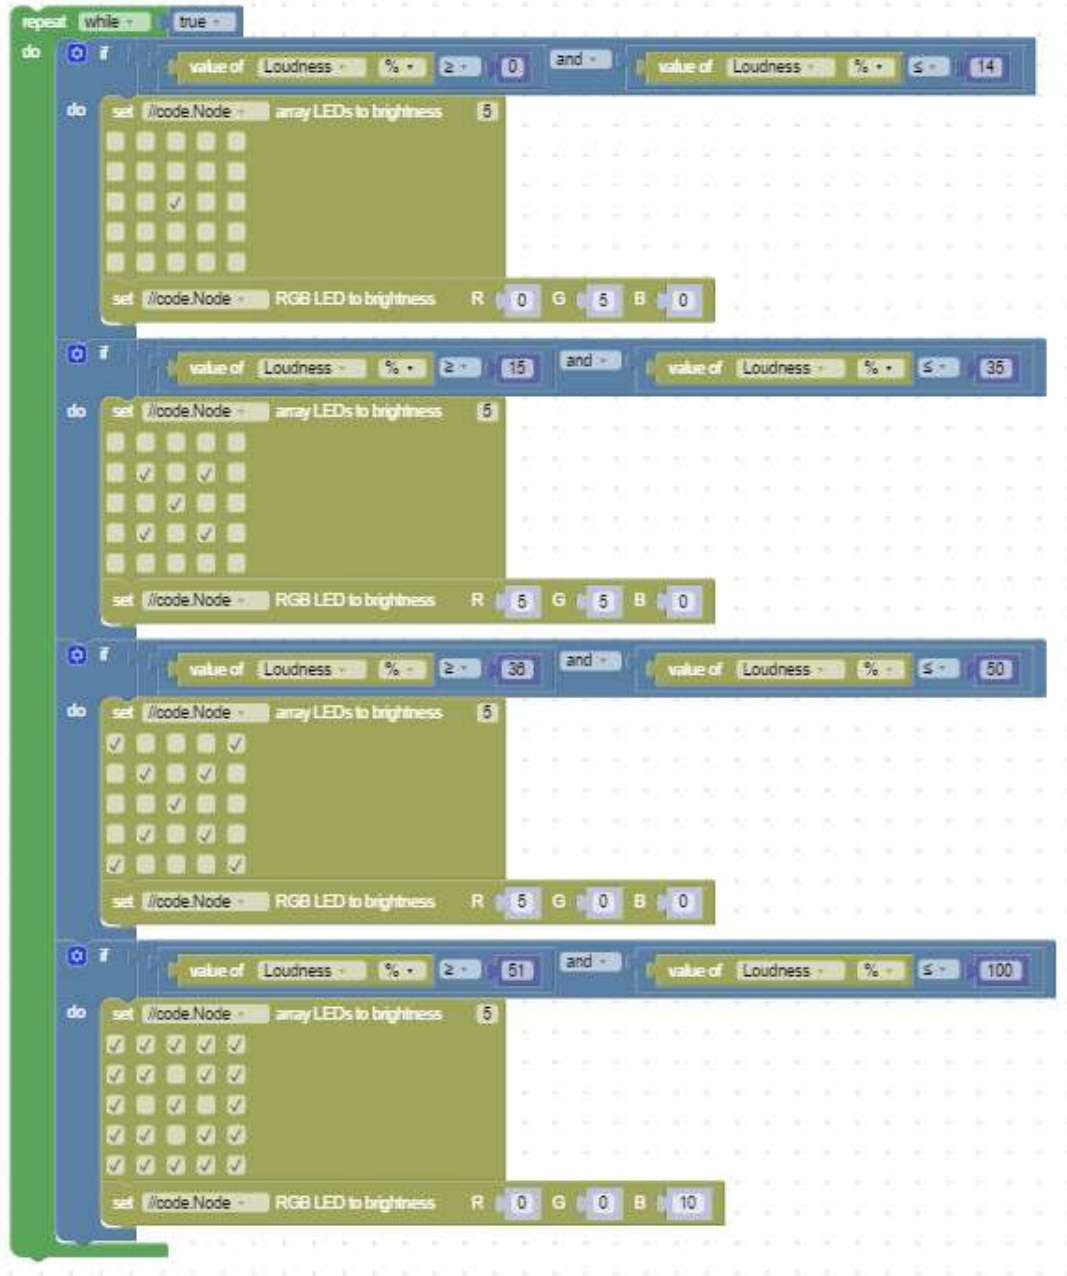 repeat while true
do if value of Loudness % ≥ 0 and value of Loudness % ≤ 14
do set //code.Node array LEDs to brightness 5
set //code.Node RGB LED to brightness R 0 G 5 B 0
if value of Loudness % ≥ 15 and value of Loudness % ≤ 35
do set //code.Node array LEDs to brightness 5
set //code.Node RGB LED to brightness R 5 G 5 B 0
if value of Loudness % ≥ 36 and value of Loudness % ≤ 50
do set //code.Node array LEDs to brightness 5
set //code.Node RGB LED to brightness R 5 G 0 B 0
if value of Loudness % ≥ 51 and value of Loudness % ≤ 100
do set //code.Node array LEDs to brightness 5
set //code.Node RGB LED to brightness R 0 G 0 B 10